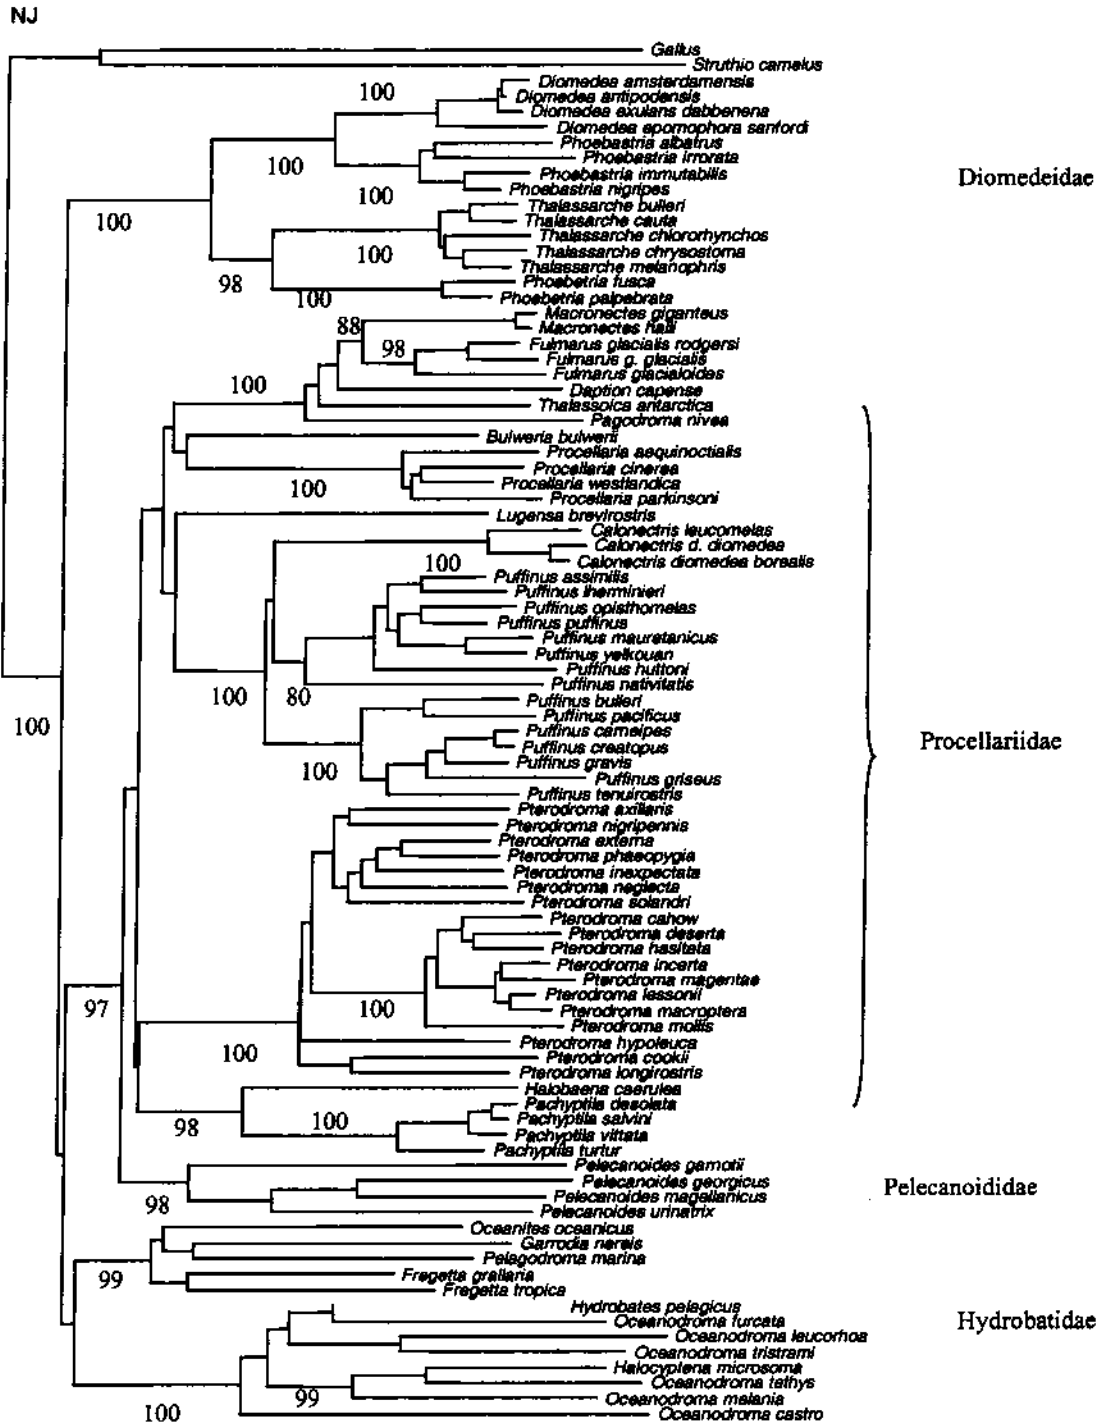 NJ
Gallus
Struthio camelus
Diomedea amsterdamensis
100
Diomedea antipodensis
Diomedea exulans dabbenena
Diomedea epomophora sanfordi
Phoebastria albatrus
Phoebastria irrorata
100
Phoebastria immutabilis
Diomedeidae
Phoebastria nigripes
100
Thalassarche bulleri
Thalassarche cauta
100
Thalassarche chlororhynchos
Thalassarche chrysostoma
100
Thalassarche melanophris
Phoebetria fusca
98
Phoebetria palpebrata
100
Macronectes giganteus
Macronectes halli
88
Fulmarus glacialis rodgersi
98
Fulmarus g. glacialis
Fulmarus glacialoides
Daption capense
100
Thalassoica antarctica
Pagodroma nivea
Bulweria bulwerii
Procellaria aequinoctialis
Procellaria cinerea
Procellaria westlandica
100
Procellaria parkinsoni
Lugensa brevirostris
Calonectris leucomelas
Calonectris d. diomedea
Calonectris diomedea borealis
100
Puffinus assimilis
Puffinus lherminieri
Puffinus opisthomelas
Puffinus puffinus
Puffinus mauretanicus
Puffinus yelkouan
Puffinus huttoni
Puffinus nativitatis
100
80
Puffinus bulleri
Puffinus pacificus
100
Puffinus carneipes
Procellariidae
Puffinus creatopus
Puffinus gravis
100
Puffinus griseus
Puffinus tenuirostris
Pterodroma axillaris
Pterodroma nigripennis
Pterodroma externa
Pterodroma phaeopygia
Pterodroma inexpectata
Pterodroma neglecta
Pterodroma solandri
Pterodroma cahow
Pterodroma deserta
Pterodroma hasitata
Pterodroma incerta
Pterodroma magentae
Pterodroma lessonii
97
100
Pterodroma macroptera
Pterodroma mollis
Pterodroma hypoleuca
100
Pterodroma cookii
Pterodroma longirostris
Halobaena caerulea
Pachyptila desolata
Pachyptila salvini
98
100
Pachyptila vittata
Pachyptila turtur
Pelecanoides garnotii
Pelecanoides georgicus
Pelecanoididae
Pelecanoides magellanicus
98
Pelecanoides urinatrix
Oceanites oceanicus
Garrodia nereis
Pelagodroma marina
99
Fregetta grallaria
Fregetta tropica
Hydrobates pelagicus
Oceanodroma furcata
Hydrobatidae
Oceanodroma leucorhoa
Oceanodroma tristrami
Halocyptena microsoma
Oceanodroma tethys
99
Oceanodroma melania
100
Oceanodroma castro